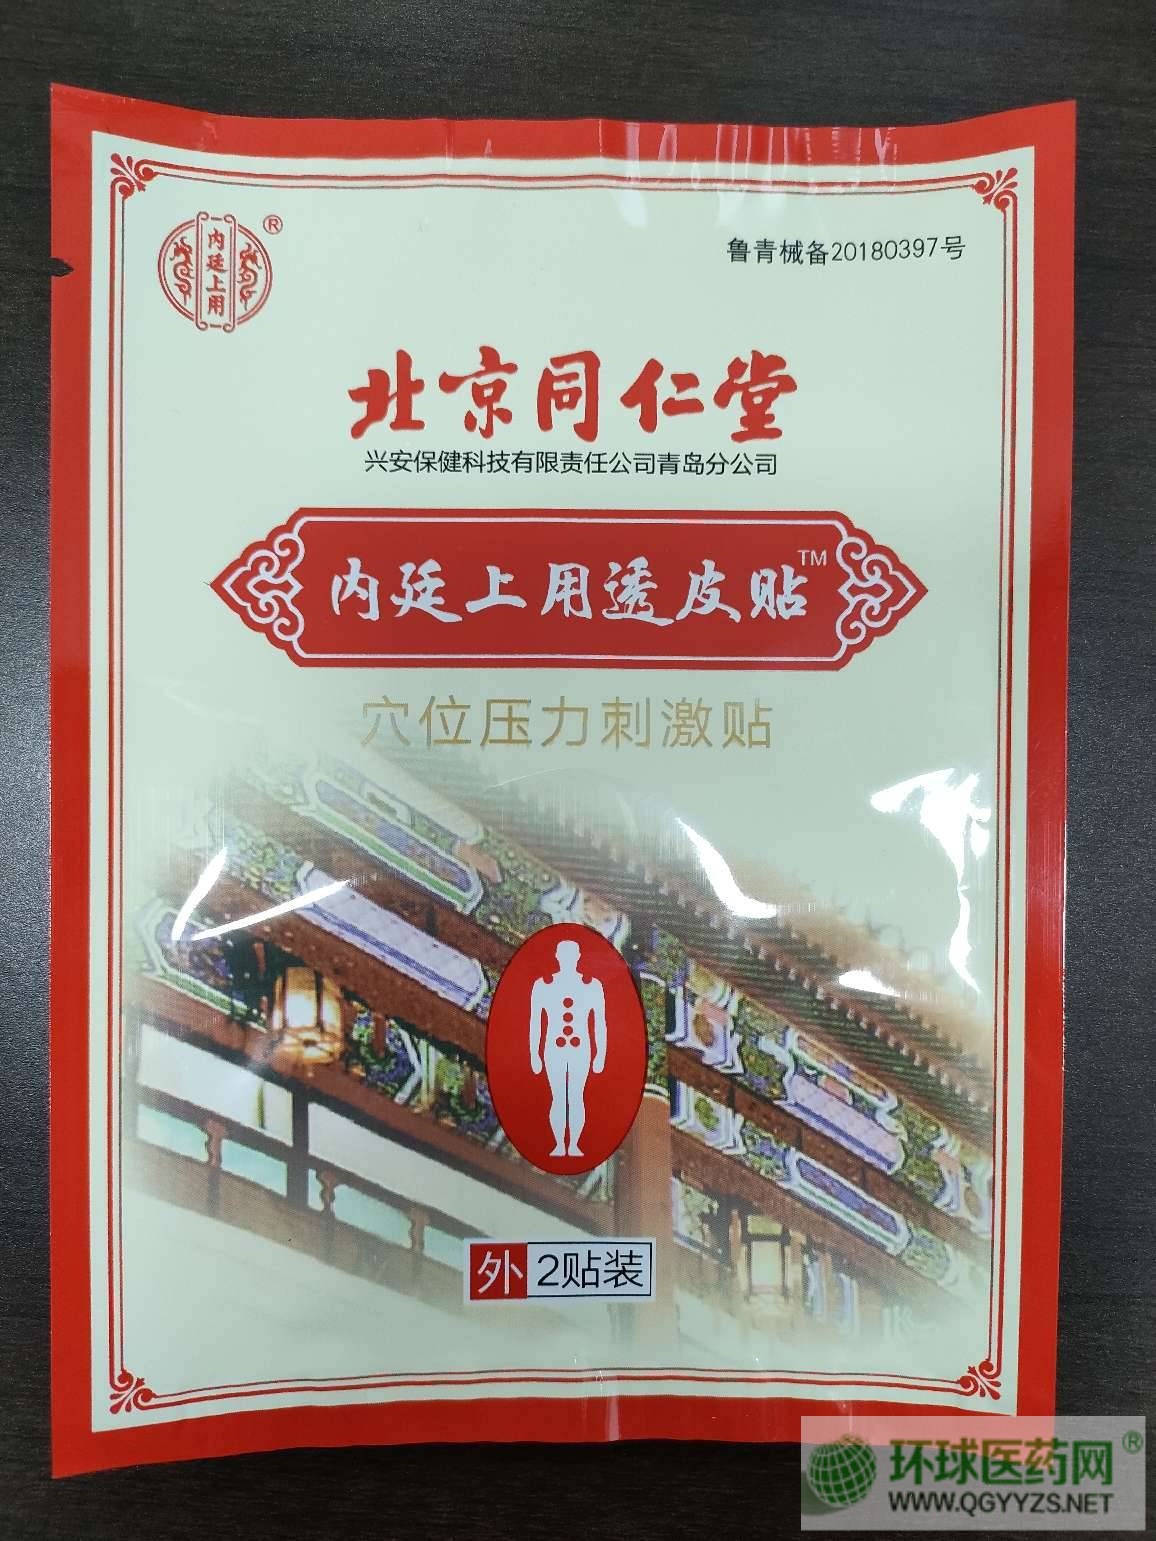 内廷上用®
鲁青械备20180397号
北京同仁堂
兴安保健科技有限责任公司青岛分公司
内廷上用透皮贴™
穴位压力刺激贴
外 2贴装
环球医药网®
WWW.QGYYZS.NET